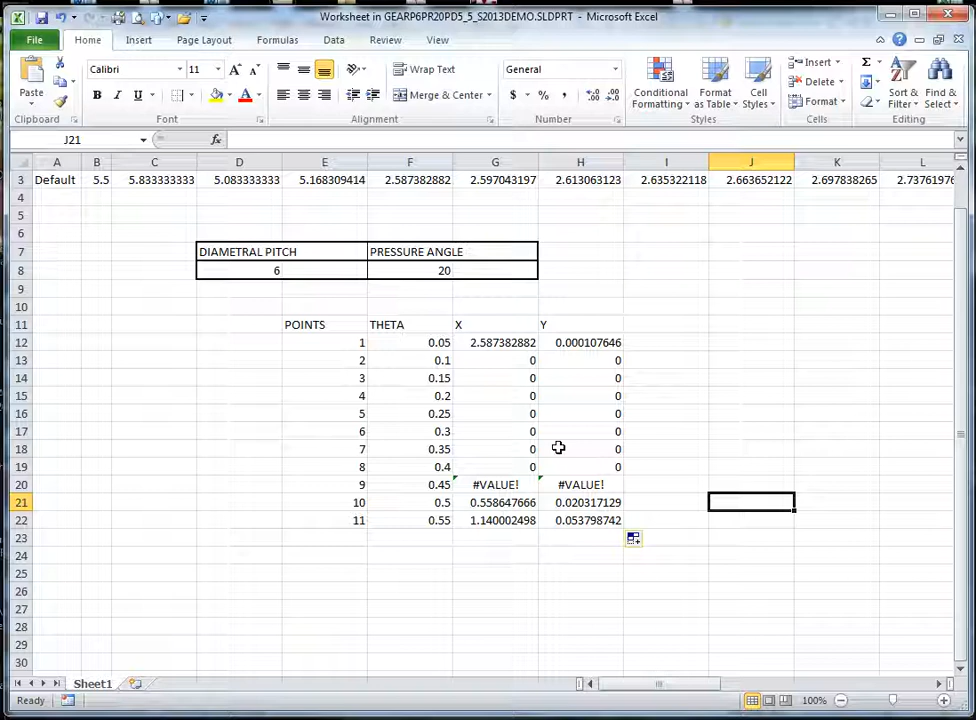 Worksheet in GEARP6PR20PD5_5_S2013DEMO.SLDPRT - Microsoft Excel
File Home Insert Page Layout Formulas Data Review View
Paste Calibri 11 Wrap Text General Conditional Formatting Format as Table Cell Styles Insert Delete Format Sort & Filter Find & Select
B I U Merge & Center $ % ,
Clipboard Font Alignment Number Styles Cells Editing
J21 fx
A B C D E F G H I J K L
3 Default 5.5 5.833333333 5.083333333 5.168309414 2.587382882 2.597043197 2.613063123 2.635322118 2.663652122 2.697838265 2.73761976
4
5
6
7 DIAMETRAL PITCH PRESSURE ANGLE
8 6 20
9
10
11 POINTS THETA X Y
12 1 0.05 2.587382882 0.000107646
13 2 0.1 0 0
14 3 0.15 0 0
15 4 0.2 0 0
16 5 0.25 0 0
17 6 0.3 0 0
18 7 0.35 0 0
19 8 0.4 0 0
20 9 0.45 #VALUE! #VALUE!
21 10 0.5 0.558647666 0.020317129
22 11 0.55 1.140002498 0.053798742
23
24
25
26
27
28
29
30
Sheet1
Ready 100%